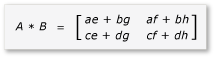 A * B = [ ae + bg af + bh
ce + dg cf + dh ]